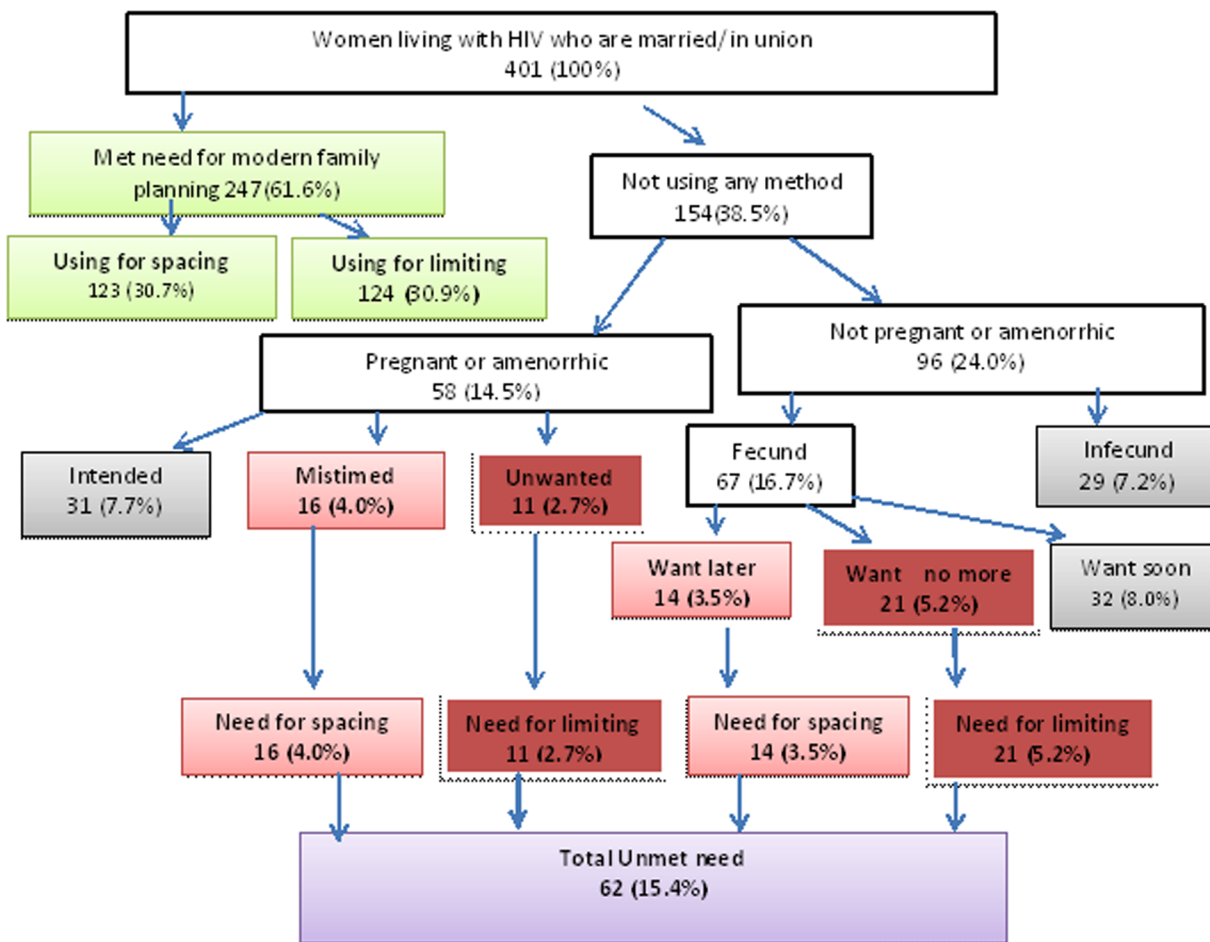 Women living with HIV who are married/ in union
401 (100%)
Met need for modern family
planning 247(61.6%)
Not using any method
154(38.5%)
Using for spacing
123 (30.7%)
Using for limiting
124 (30.9%)
Pregnant or amenorrhic
58 (14.5%)
Not pregnant or amenorrhic
96 (24.0%)
Intended
31 (7.7%)
Mistimed
16 (4.0%)
Unwanted
11 (2.7%)
Fecund
67 (16.7%)
Infecund
29 (7.2%)
Want later
14 (3.5%)
Want no more
21 (5.2%)
Want soon
32 (8.0%)
Need for spacing
16 (4.0%)
Need for limiting
11 (2.7%)
Need for spacing
14 (3.5%)
Need for limiting
21 (5.2%)
Total Unmet need
62 (15.4%)